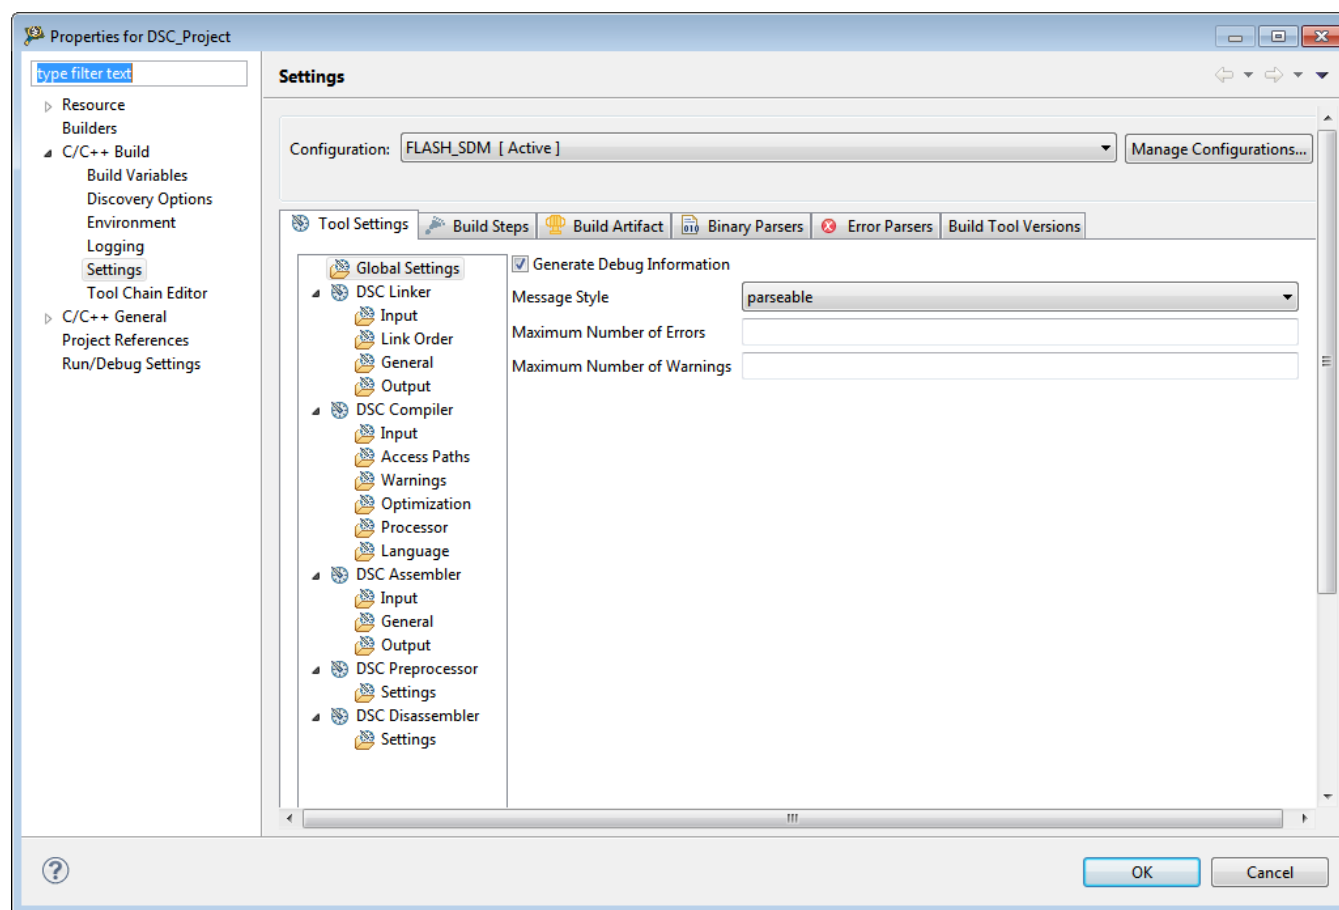 Properties for DSC_Project
type filter text
Resource
Builders
C/C++ Build
Build Variables
Discovery Options
Environment
Logging
Settings
Tool Chain Editor
C/C++ General
Project References
Run/Debug Settings
Settings
Configuration: FLASH_SDM [ Active ] Manage Configurations...
Tool Settings Build Steps Build Artifact Binary Parsers Error Parsers Build Tool Versions
Global Settings
DSC Linker
Input
Link Order
General
Output
DSC Compiler
Input
Access Paths
Warnings
Optimization
Processor
Language
DSC Assembler
Input
General
Output
DSC Preprocessor
Settings
DSC Disassembler
Settings
Generate Debug Information
Message Style parseable
Maximum Number of Errors
Maximum Number of Warnings
OK Cancel